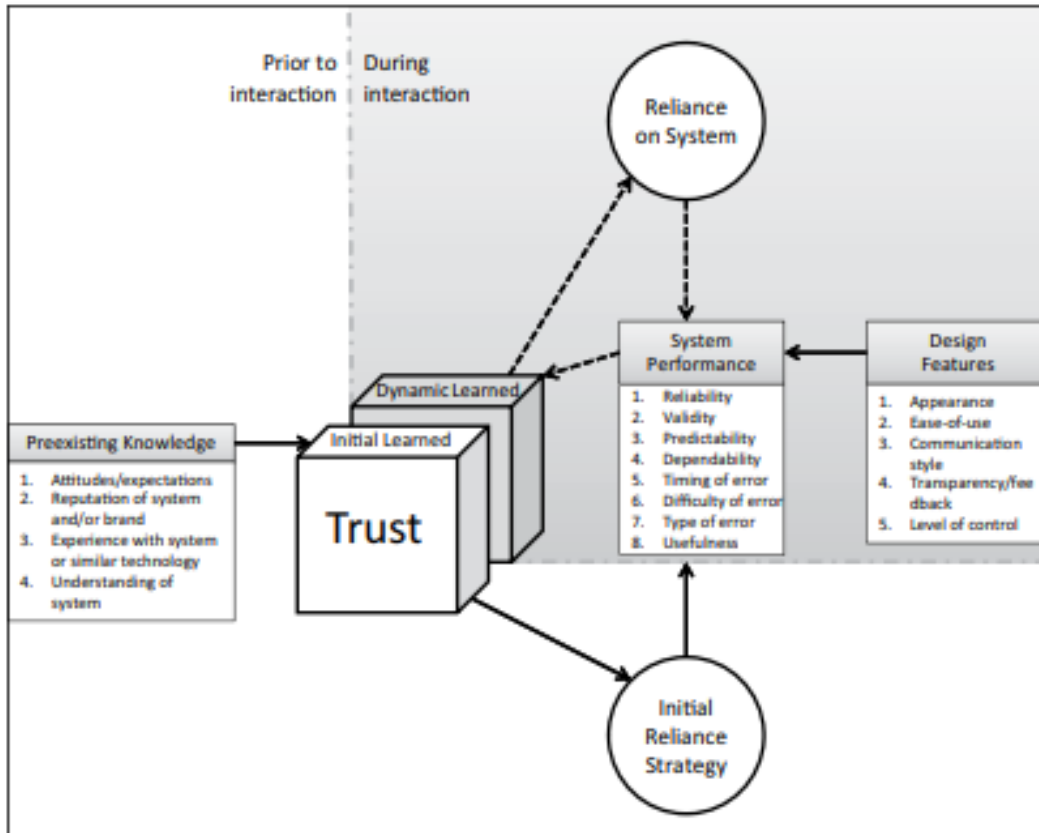 Prior to
interaction
During
interaction
Reliance
on System
System
Performance
1. Reliability
2. Validity
3. Predictability
4. Dependability
5. Timing of error
6. Difficulty of error
7. Type of error
8. Usefulness
Design
Features
1. Appearance
2. Ease-of-use
3. Communication
style
4. Transparency/fee
dback
5. Level of control
Dynamic Learned
Initial Learned
Trust
Preexisting Knowledge
1. Attitudes/expectations
2. Reputation of system
and/or brand
3. Experience with system
or similar technology
4. Understanding of
system
Initial
Reliance
Strategy